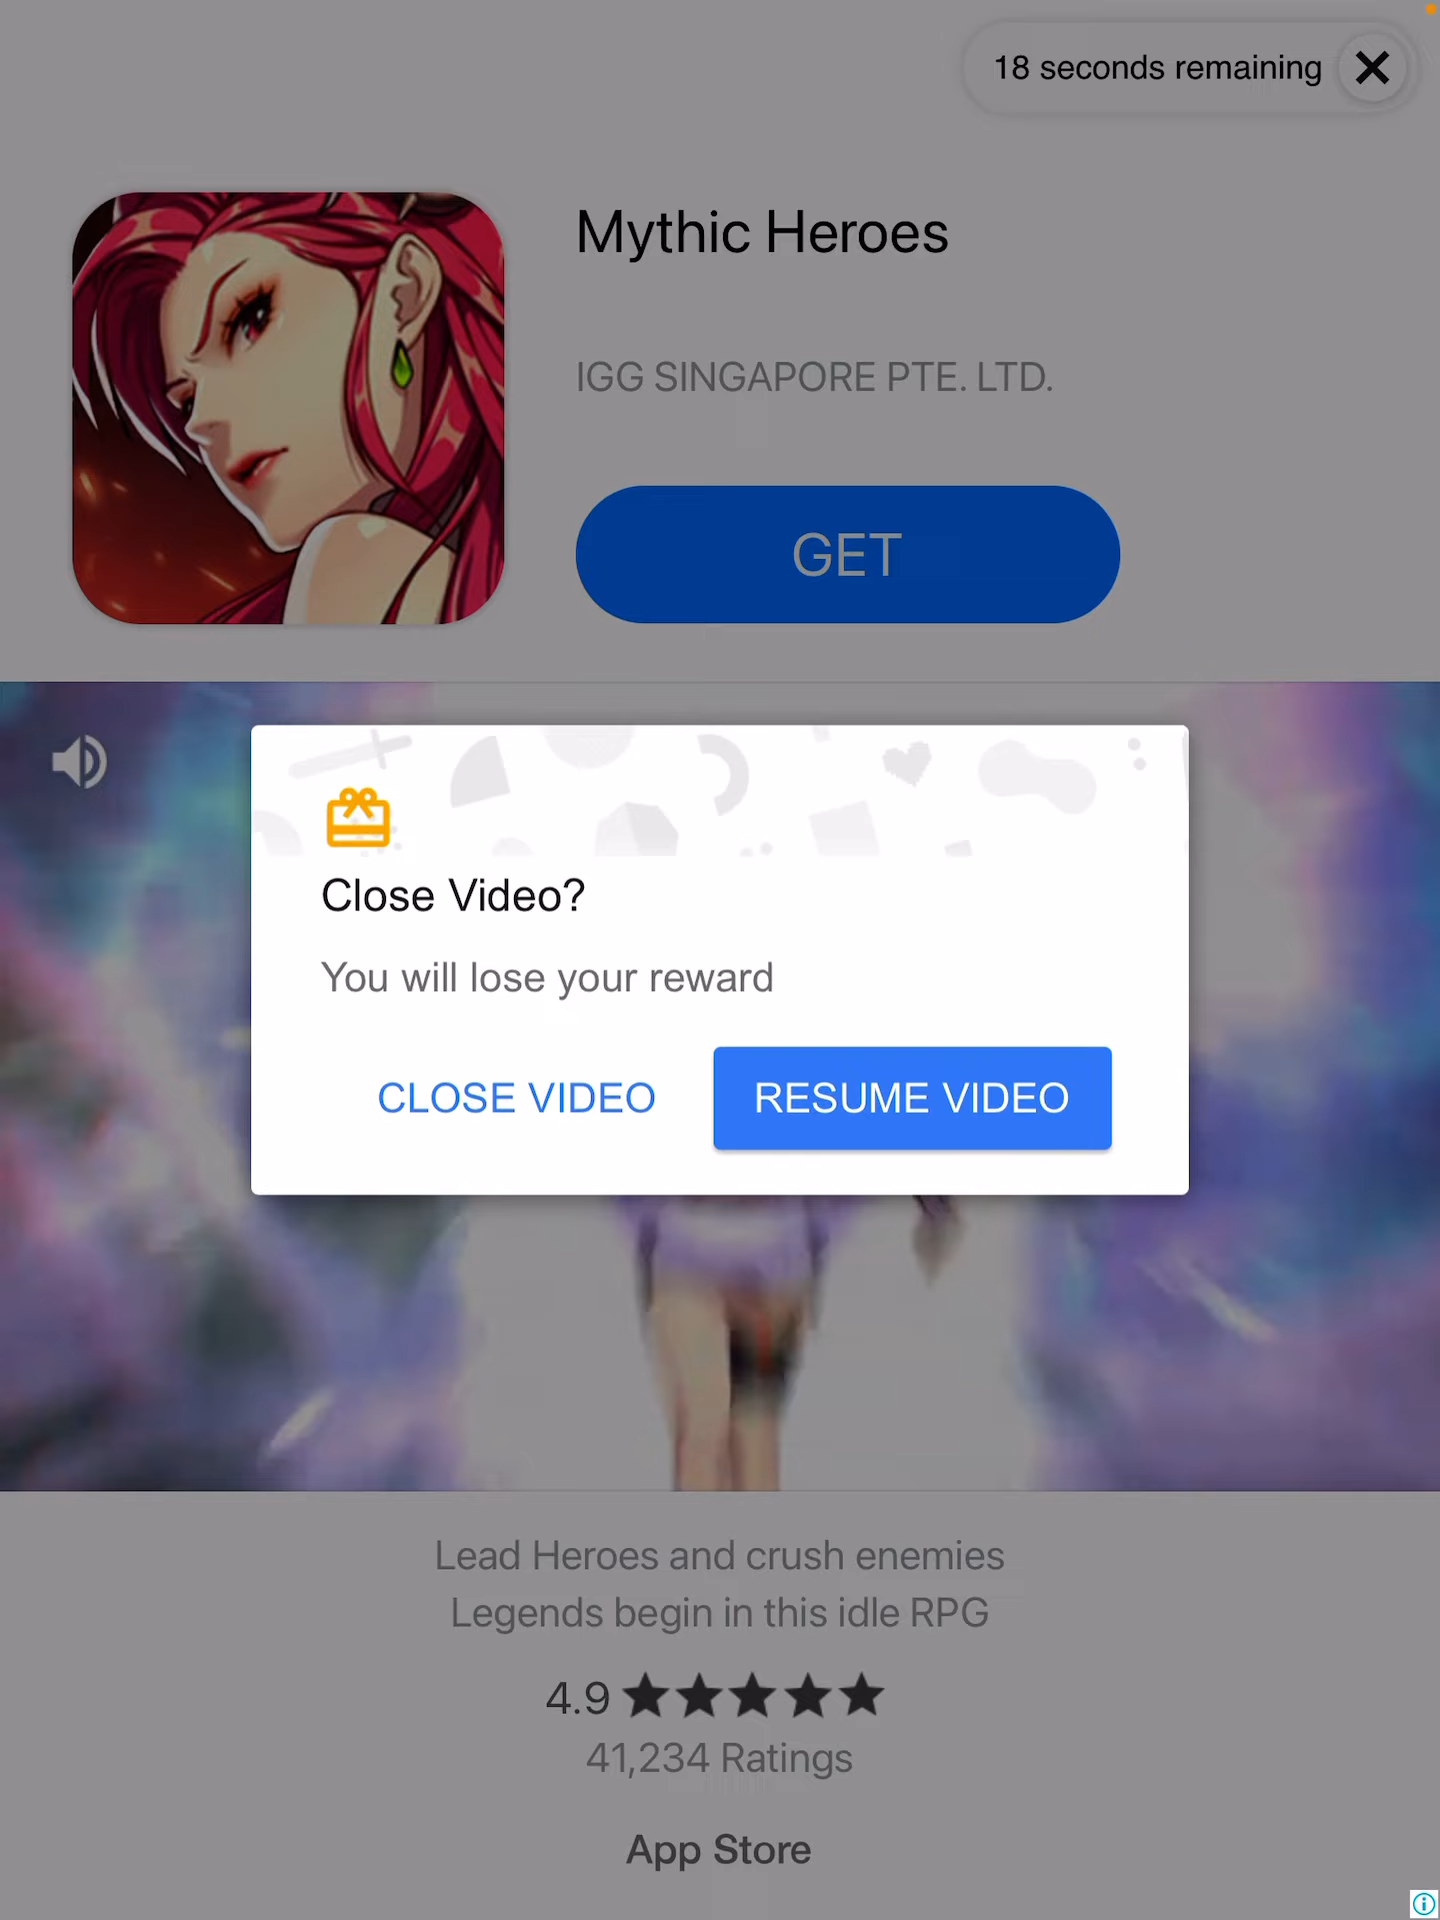 18 seconds remaining
Mythic Heroes
IGG SINGAPORE PTE. LTD.
GET
Close Video?
You will lose your reward
CLOSE VIDEO
RESUME VIDEO
Lead Heroes and crush enemies
Legends begin in this idle RPG
4.9
41,234 Ratings
App Store